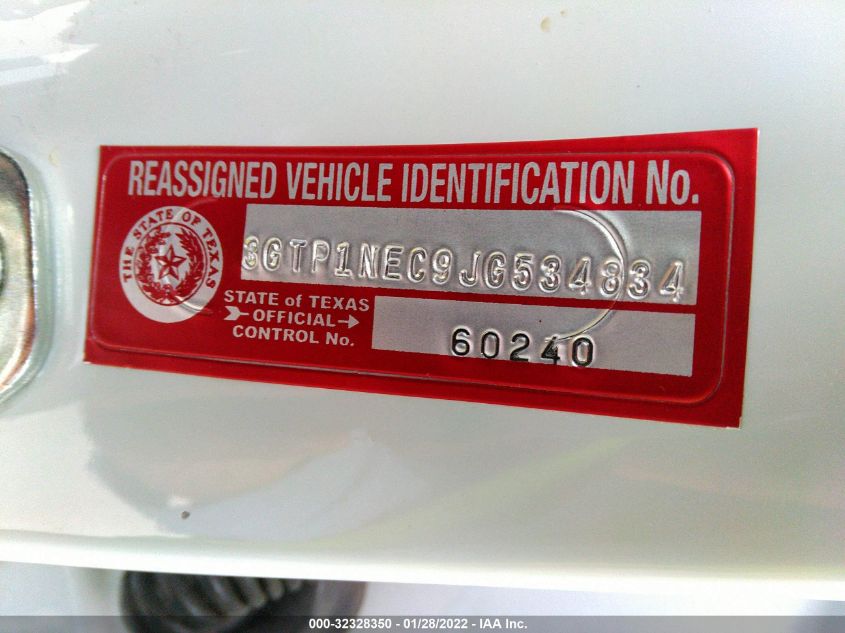 REASSIGNED VEHICLE IDENTIFICATION No.
3GTP1NEC9JG534834
THE STATE OF TEXAS
STATE of TEXAS
OFFICIAL
CONTROL No.
60240
000-32328350 - 01/28/2022 - IAA Inc.